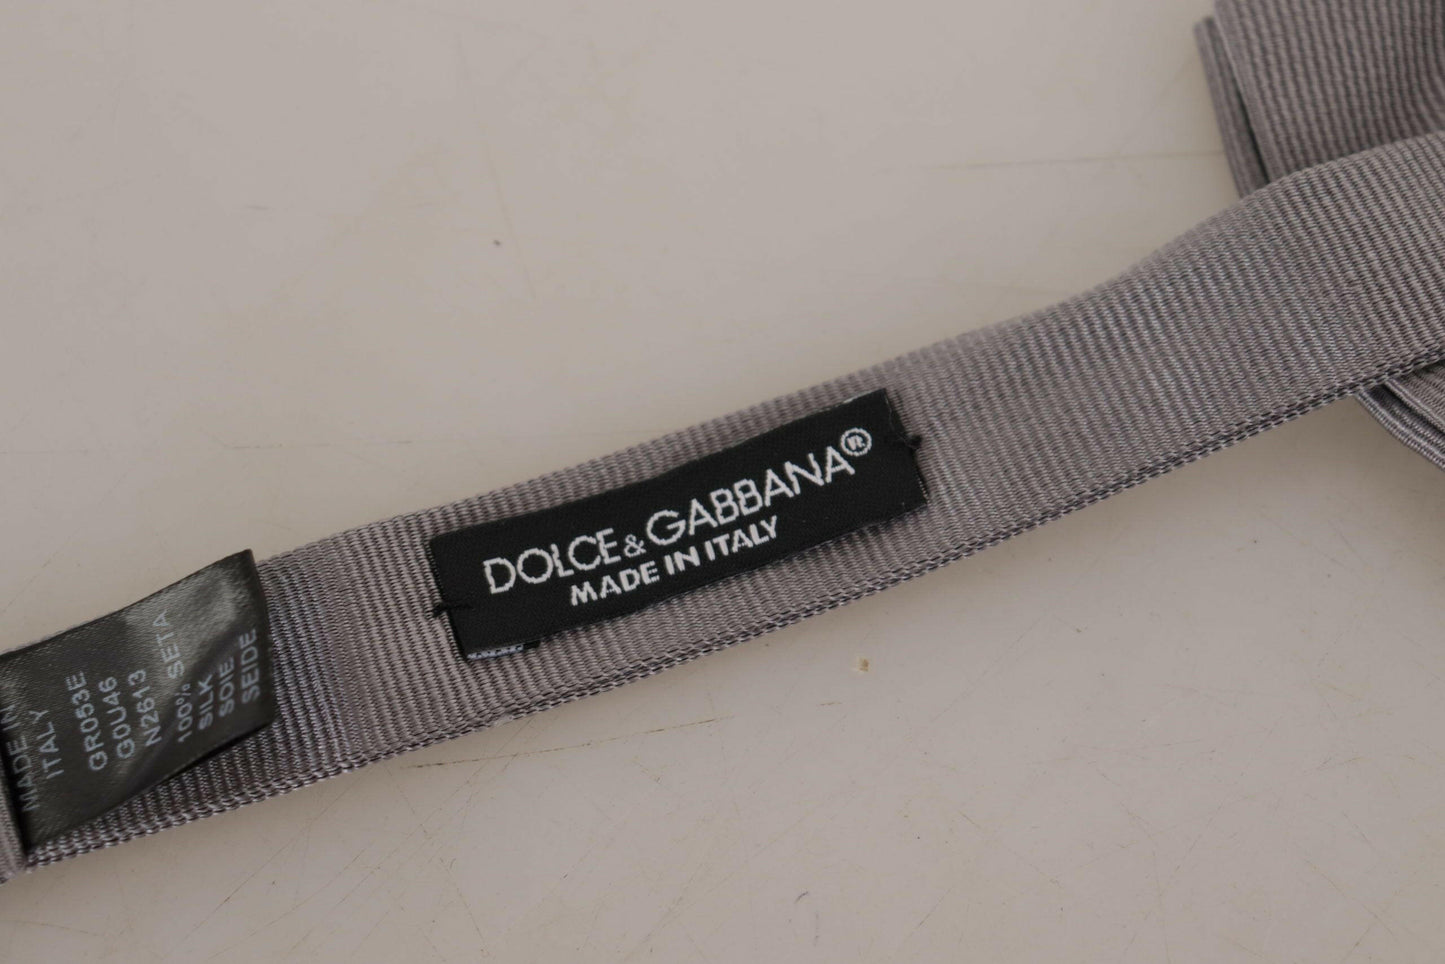 DOLCE&GABBANA®
MADE IN ITALY
MADE IN
ITALY
GR053E
G0U46
N2613
100% SETA
SILK
SOIE
SEIDE